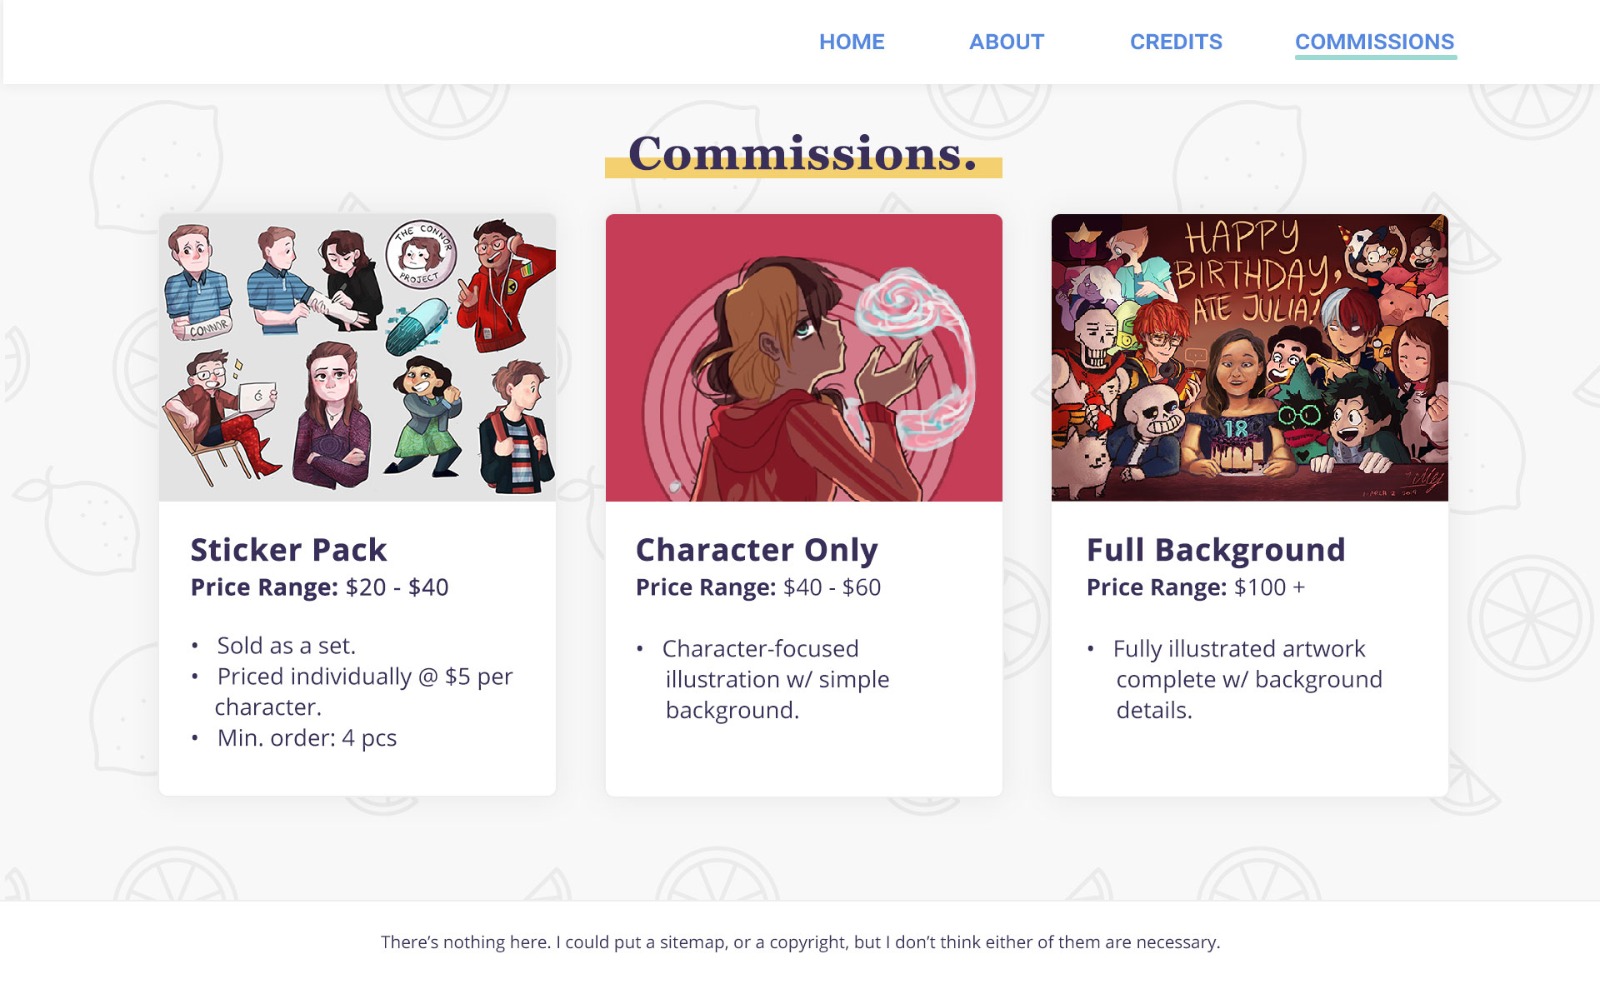 HOME ABOUT CREDITS COMMISSIONS
Commissions.
THE CONNOR
PROJECT
CONNOR
HAPPY
BIRTHDAY,
ATE JULIA!
18
Sticker Pack
Price Range: $20 - $40
• Sold as a set.
• Priced individually @ $5 per
character.
• Min. order: 4 pcs
Character Only
Price Range: $40 - $60
• Character-focused
illustration w/ simple
background.
Full Background
Price Range: $100 +
• Fully illustrated artwork
complete w/ background
details.
There’s nothing here. I could put a sitemap, or a copyright, but I don’t think either of them are necessary.